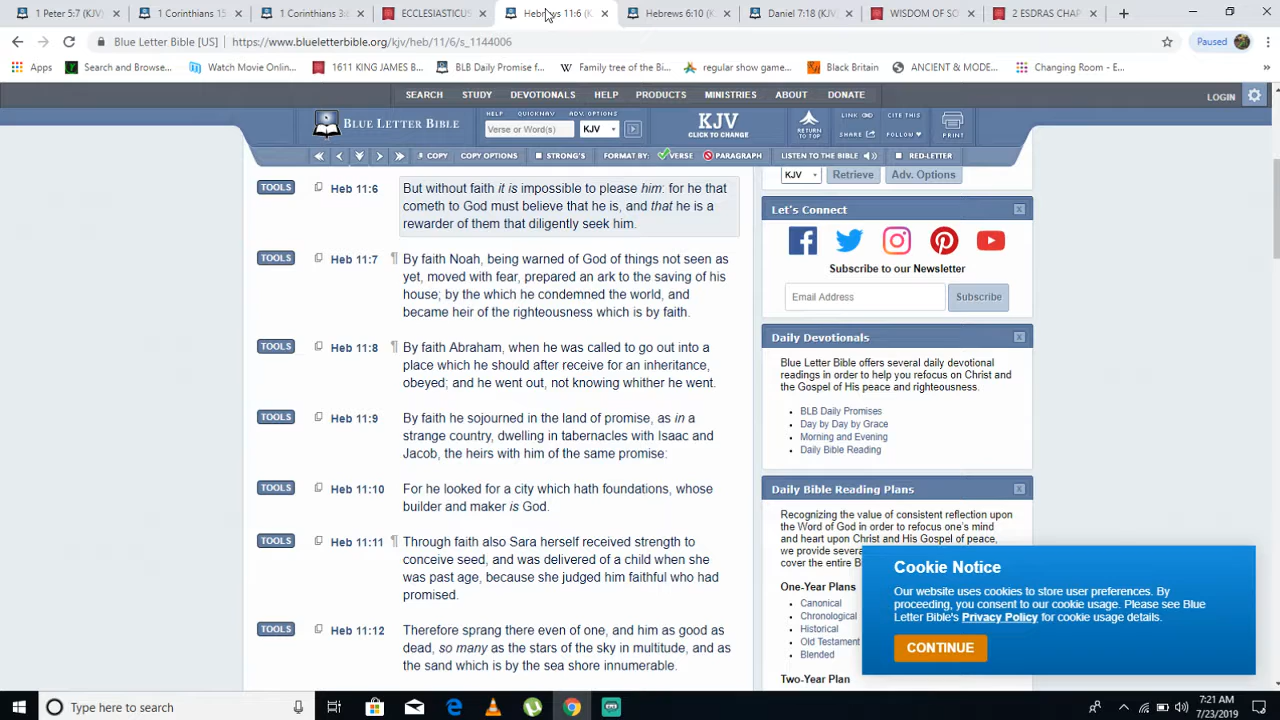 1 Peter 5:7 (KJV)
1 Corinthians 15
1 Corinthians 3:
ECCLESIASTICUS
Hebrews 11:6 (K
Hebrews 6:10 (K
Daniel 7:18 (KJV
WISDOM OF SO
2 ESDRAS CHAP
Blue Letter Bible [US] | https://www.blueletterbible.org/kjv/heb/11/6/s_1144006
Paused
Apps
Search and Browse...
Watch Movie Onlin...
1611 KING JAMES B...
BLB Daily Promise f...
Family tree of the Bi...
regular show game...
Black Britain
ANCIENT & MODE...
Changing Room - E...
SEARCH STUDY DEVOTIONALS HELP PRODUCTS MINISTRIES ABOUT DONATE
LOGIN
BLUE LETTER BIBLE
HELP QUICKNAV ADV. OPTIONS
Verse or Word(s) KJV
KJV
CLICK TO CHANGE
RETURN
TO TOP
LINK CITE THIS
SHARE FOLLOW
PRINT
COPY COPY OPTIONS STRONG'S FORMAT BY: VERSE PARAGRAPH LISTEN TO THE BIBLE RED-LETTER
TOOLS Heb 11:6 But without faith it is impossible to please him: for he that
cometh to God must believe that he is, and that he is a
rewarder of them that diligently seek him.
TOOLS Heb 11:7 ¶ By faith Noah, being warned of God of things not seen as
yet, moved with fear, prepared an ark to the saving of his
house; by the which he condemned the world, and
became heir of the righteousness which is by faith.
TOOLS Heb 11:8 ¶ By faith Abraham, when he was called to go out into a
place which he should after receive for an inheritance,
obeyed; and he went out, not knowing whither he went.
TOOLS Heb 11:9 By faith he sojourned in the land of promise, as in a
strange country, dwelling in tabernacles with Isaac and
Jacob, the heirs with him of the same promise:
TOOLS Heb 11:10 For he looked for a city which hath foundations, whose
builder and maker is God.
TOOLS Heb 11:11 ¶ Through faith also Sara herself received strength to
conceive seed, and was delivered of a child when she
was past age, because she judged him faithful who had
promised.
TOOLS Heb 11:12 Therefore sprang there even of one, and him as good as
dead, so many as the stars of the sky in multitude, and as
the sand which is by the sea shore innumerable.
KJV Retrieve Adv. Options
Let's Connect
Subscribe to our Newsletter
Email Address Subscribe
Daily Devotionals
Blue Letter Bible offers several daily devotional
readings in order to help you refocus on Christ and
the Gospel of His peace and righteousness.
BLB Daily Promises
Day by Day by Grace
Morning and Evening
Daily Bible Reading
Daily Bible Reading Plans
Recognizing the value of consistent reflection upon
the Word of God in order to refocus one's mind
and heart upon Christ and His Gospel of peace,
we provide several
cover the entire B
One-Year Plans
Canonical
Chronological
Historical
Old Testament
Blended
Two-Year Plan
Cookie Notice
Our website uses cookies to store user preferences. By
proceeding, you consent to our cookie usage. Please see Blue
Letter Bible's Privacy Policy for cookie usage details.
CONTINUE
Type here to search
7:21 AM
7/23/2019